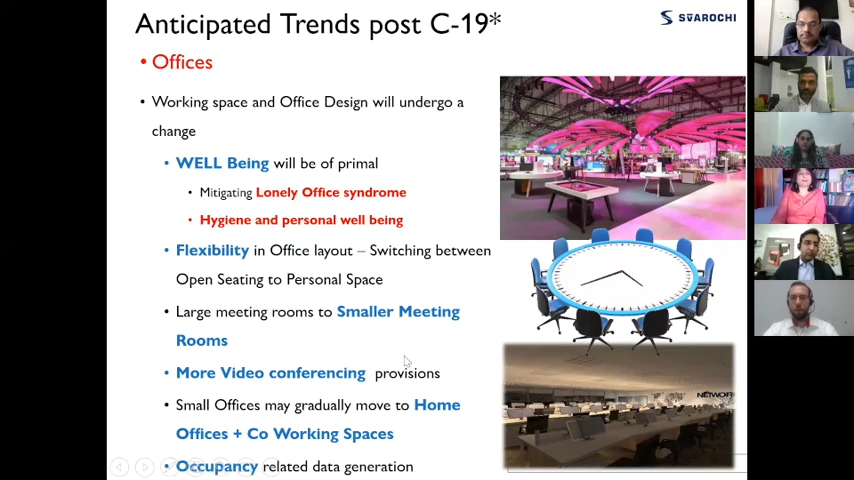 Anticipated Trends post C-19*
SVAROCHI
• Offices
• Working space and Office Design will undergo a
change
• WELL Being will be of primal
• Mitigating Lonely Office syndrome
• Hygiene and personal well being
• Flexibility in Office layout – Switching between
Open Seating to Personal Space
• Large meeting rooms to Smaller Meeting
Rooms
• More Video conferencing provisions
• Small Offices may gradually move to Home
Offices + Co Working Spaces
• Occupancy related data generation